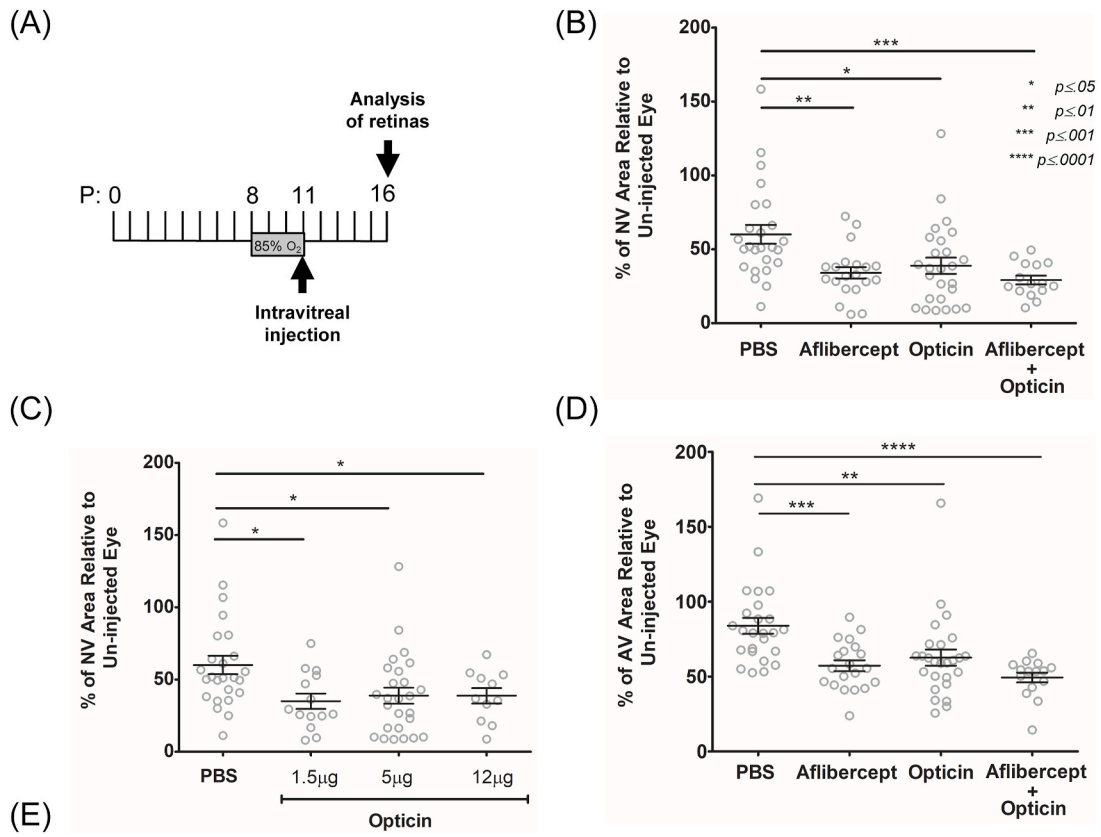 (A)
Analysis
of retinas
P: 0 8 11 16
85% O₂
Intravitreal
injection
(B)
% of NV Area Relative to
Un-injected Eye
200
150
100
50
0
***
*
**
* p≤.05
** p≤.01
*** p≤.001
**** p≤.0001
PBS Aflibercept Opticin Aflibercept
+
Opticin
(C)
% of NV Area Relative to
Un-injected Eye
200
150
100
50
0
*
*
*
PBS 1.5µg 5µg 12µg
Opticin
(D)
% of AV Area Relative to
Un-injected Eye
200
150
100
50
0
****
**
***
PBS Aflibercept Opticin Aflibercept
+
Opticin
(E)